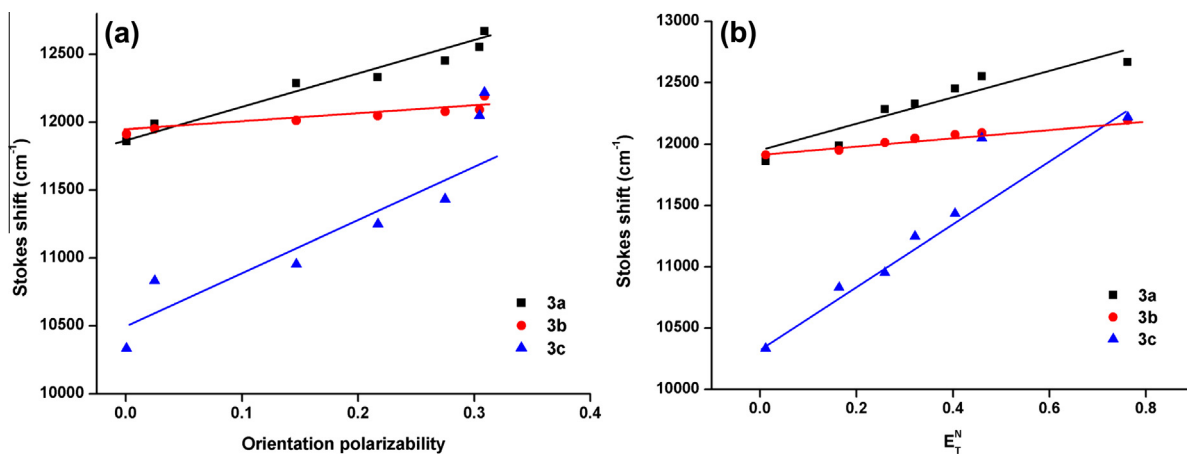 (a)
Stokes shift (cm⁻¹)
12500
12000
11500
11000
10500
10000
0.0 0.1 0.2 0.3 0.4
Orientation polarizability
3a
3b
3c
(b)
Stokes shift (cm⁻¹)
13000
12500
12000
11500
11000
10500
10000
0.0 0.2 0.4 0.6 0.8
E_T^N
3a
3b
3c